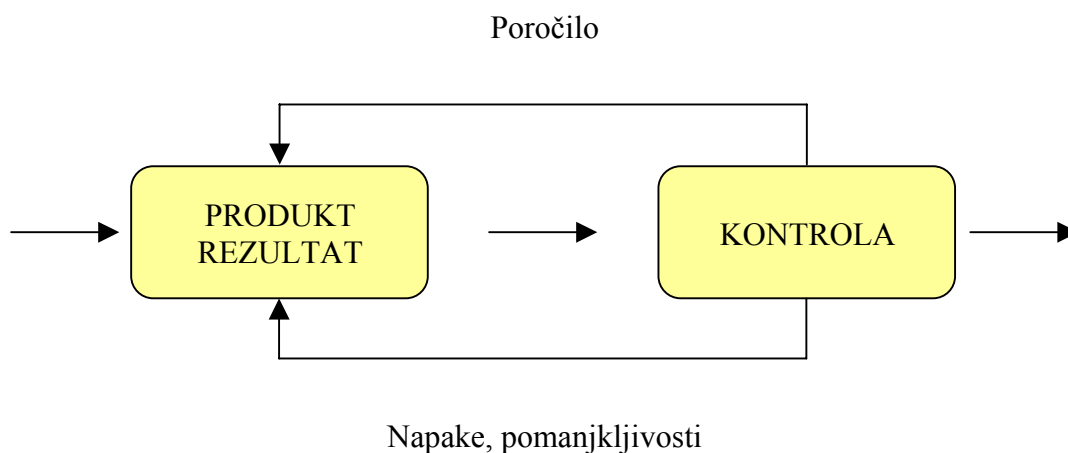 Poročilo
PRODUKT
REZULTAT
KONTROLA
Napake, pomanjkljivosti